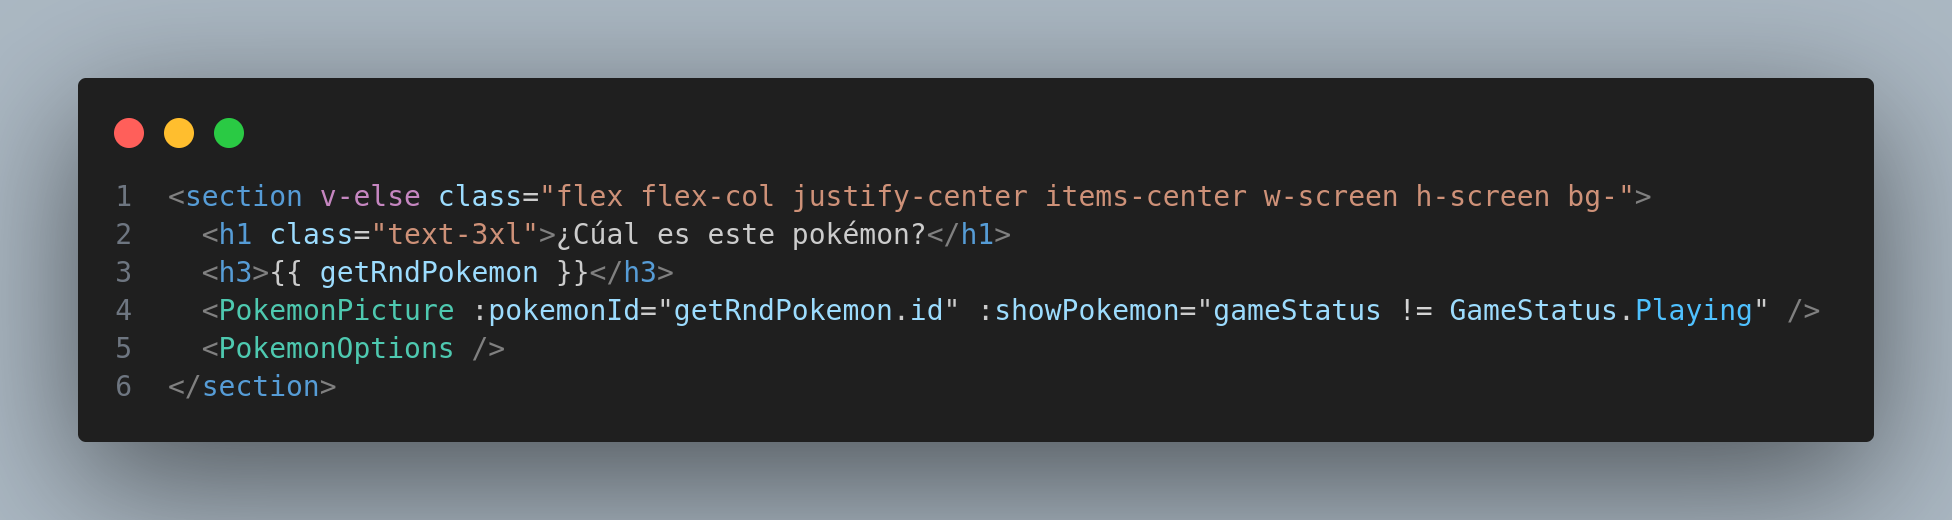 1 <section v-else class="flex flex-col justify-center items-center w-screen h-screen bg-">
2   <h1 class="text-3xl">¿Cúal es este pokémon?</h1>
3   <h3>{{ getRndPokemon }}</h3>
4   <PokemonPicture :pokemonId="getRndPokemon.id" :showPokemon="gameStatus != GameStatus.Playing" />
5   <PokemonOptions />
6 </section>